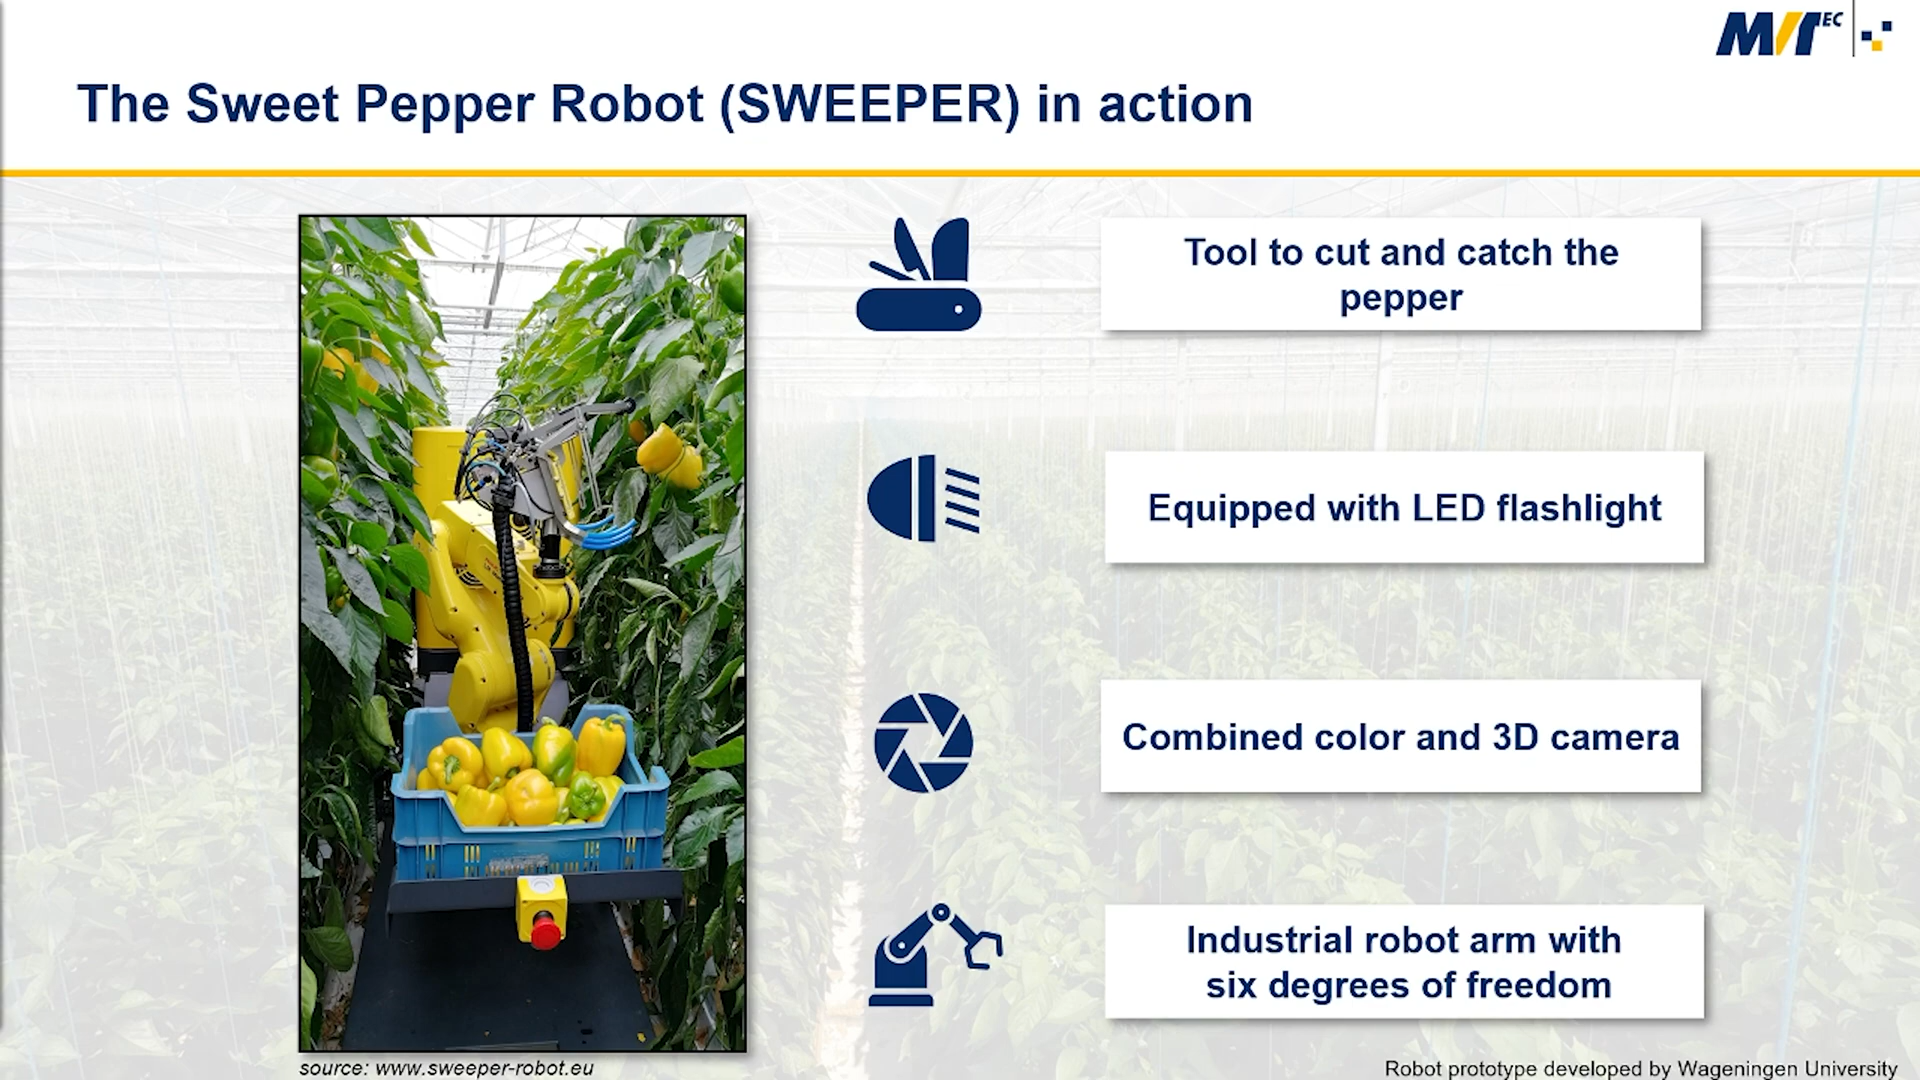 MVTEC
The Sweet Pepper Robot (SWEEPER) in action
Tool to cut and catch the
pepper
Equipped with LED flashlight
Combined color and 3D camera
Industrial robot arm with
six degrees of freedom
source: www.sweeper-robot.eu
Robot prototype developed by Wageningen University